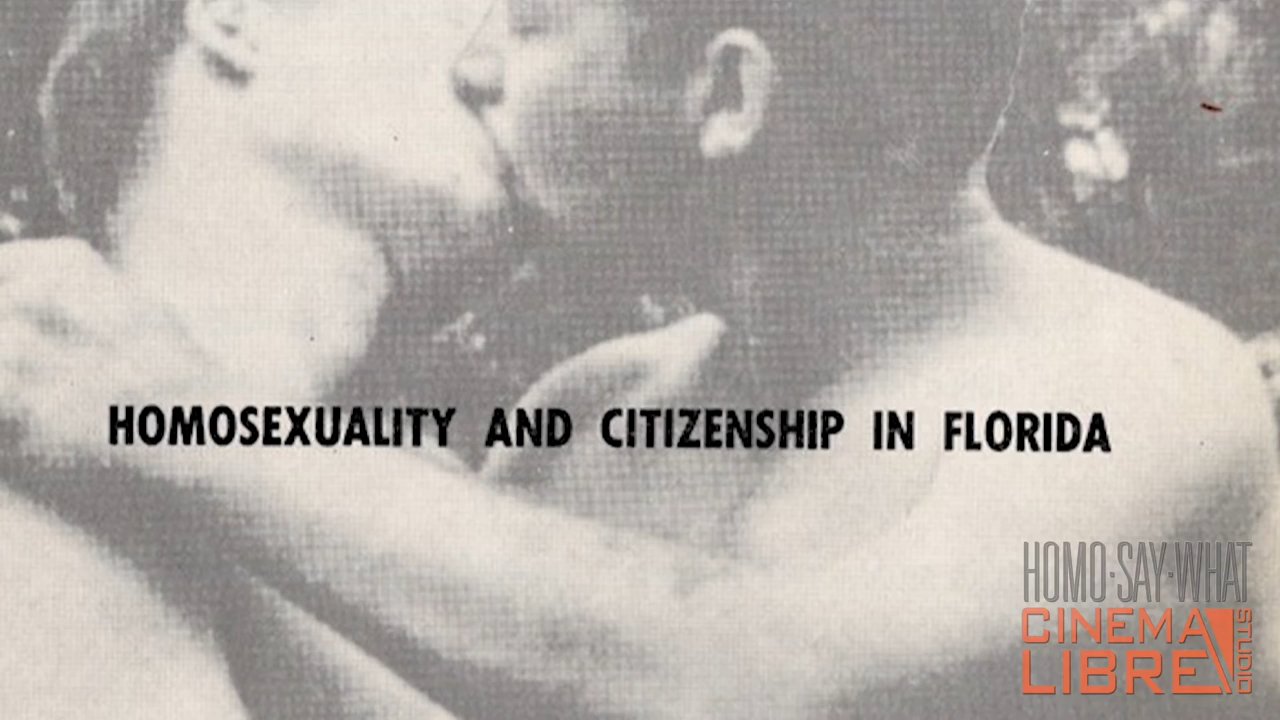 HOMOSEXUALITY AND CITIZENSHIP IN FLORIDA
HOMO·SAY·WHAT
CINEMA
LIBRE
STUDIO